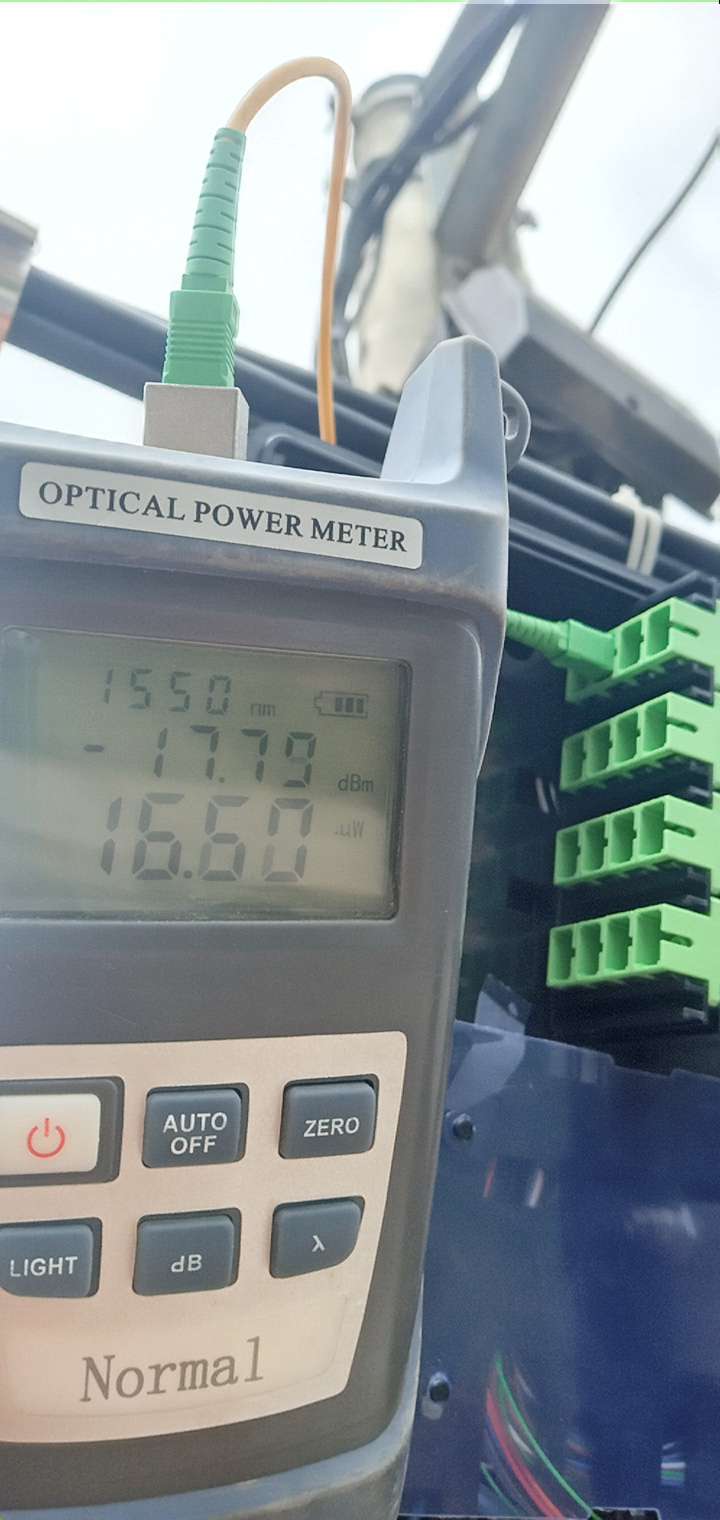 OPTICAL POWER METER
1550 nm
-17.79 dBm
16.60 uW
AUTO OFF
ZERO
LIGHT
dB
λ
Normal